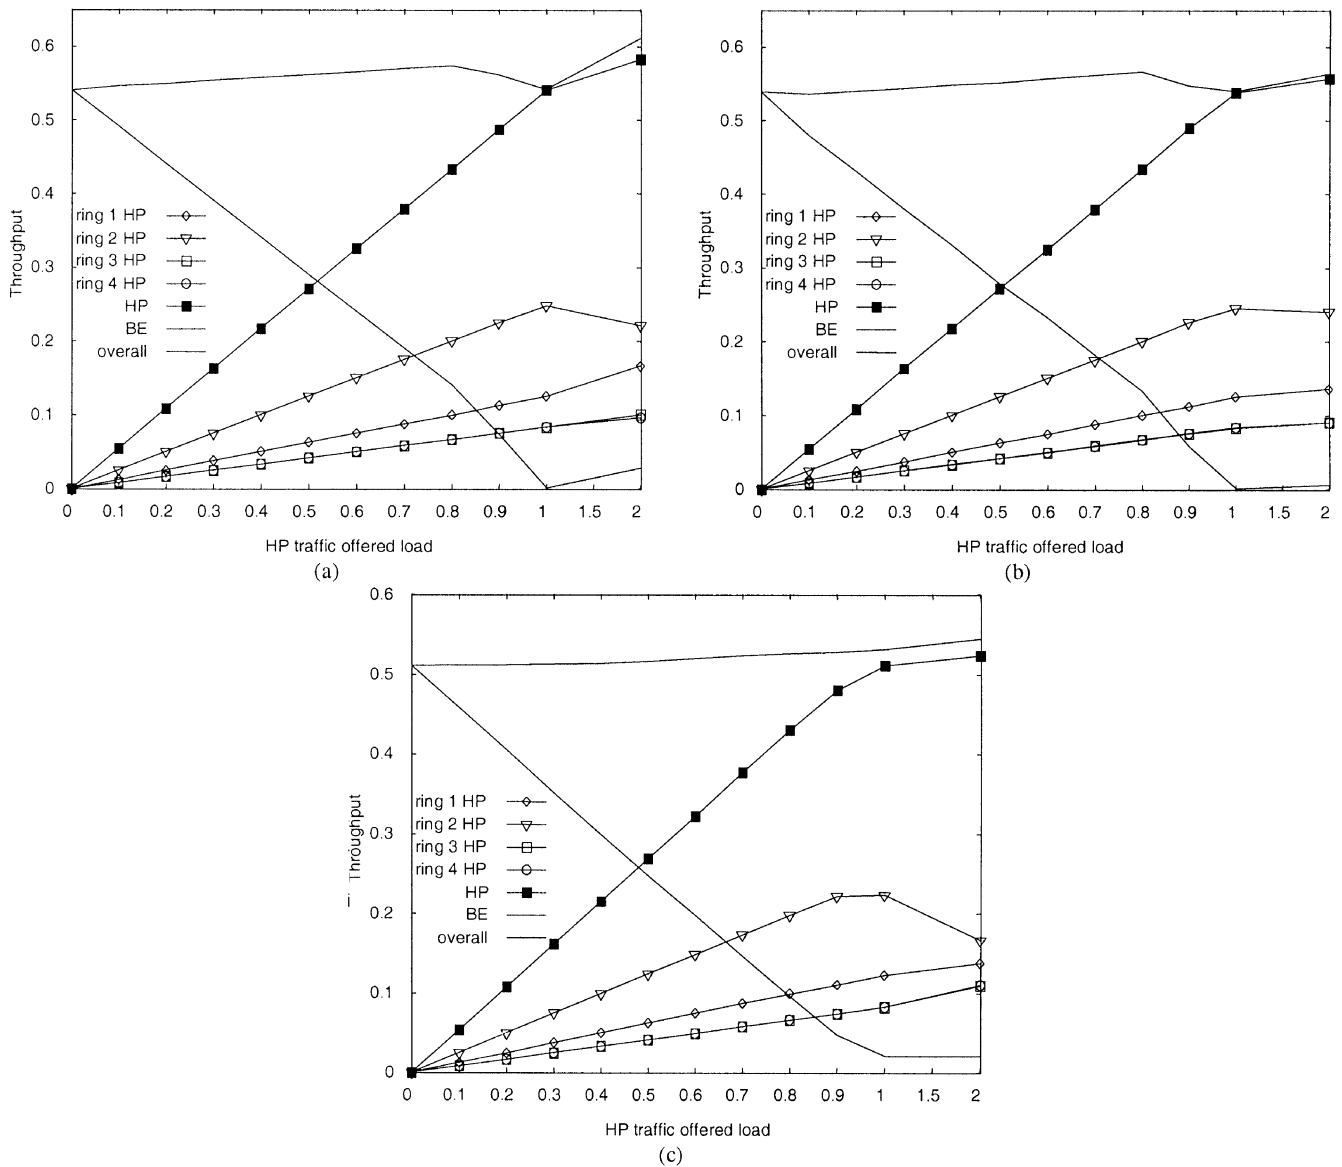 0.6
0.5
0.4
0.3
0.2
0.1
0
Throughput
ring 1 HP
ring 2 HP
ring 3 HP
ring 4 HP
HP
BE
overall
0 0.1 0.2 0.3 0.4 0.5 0.6 0.7 0.8 0.9 1 1.5 2
HP traffic offered load
(a)
0.6
0.5
0.4
0.3
0.2
0.1
0
Throughput
ring 1 HP
ring 2 HP
ring 3 HP
ring 4 HP
HP
BE
overall
0 0.1 0.2 0.3 0.4 0.5 0.6 0.7 0.8 0.9 1 1.5 2
HP traffic offered load
(b)
0.6
0.5
0.4
0.3
0.2
0.1
0
Throughput
ring 1 HP
ring 2 HP
ring 3 HP
ring 4 HP
HP
BE
overall
0 0.1 0.2 0.3 0.4 0.5 0.6 0.7 0.8 0.9 1 1.5 2
HP traffic offered load
(c)